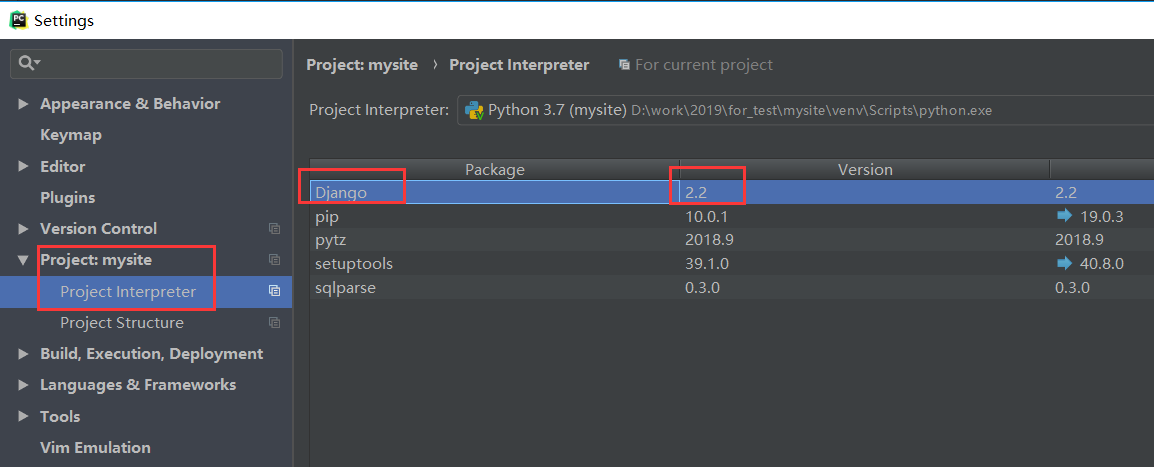 PC Settings
Project: mysite › Project Interpreter For current project
Appearance & Behavior
Keymap
Editor
Plugins
Version Control
Project: mysite
Project Interpreter
Project Structure
Build, Execution, Deployment
Languages & Frameworks
Tools
Vim Emulation
Project Interpreter: Python 3.7 (mysite) D:\work\2019\for_test\mysite\venv\Scripts\python.exe
Package Version
Django 2.2 2.2
pip 10.0.1 19.0.3
pytz 2018.9 2018.9
setuptools 39.1.0 40.8.0
sqlparse 0.3.0 0.3.0